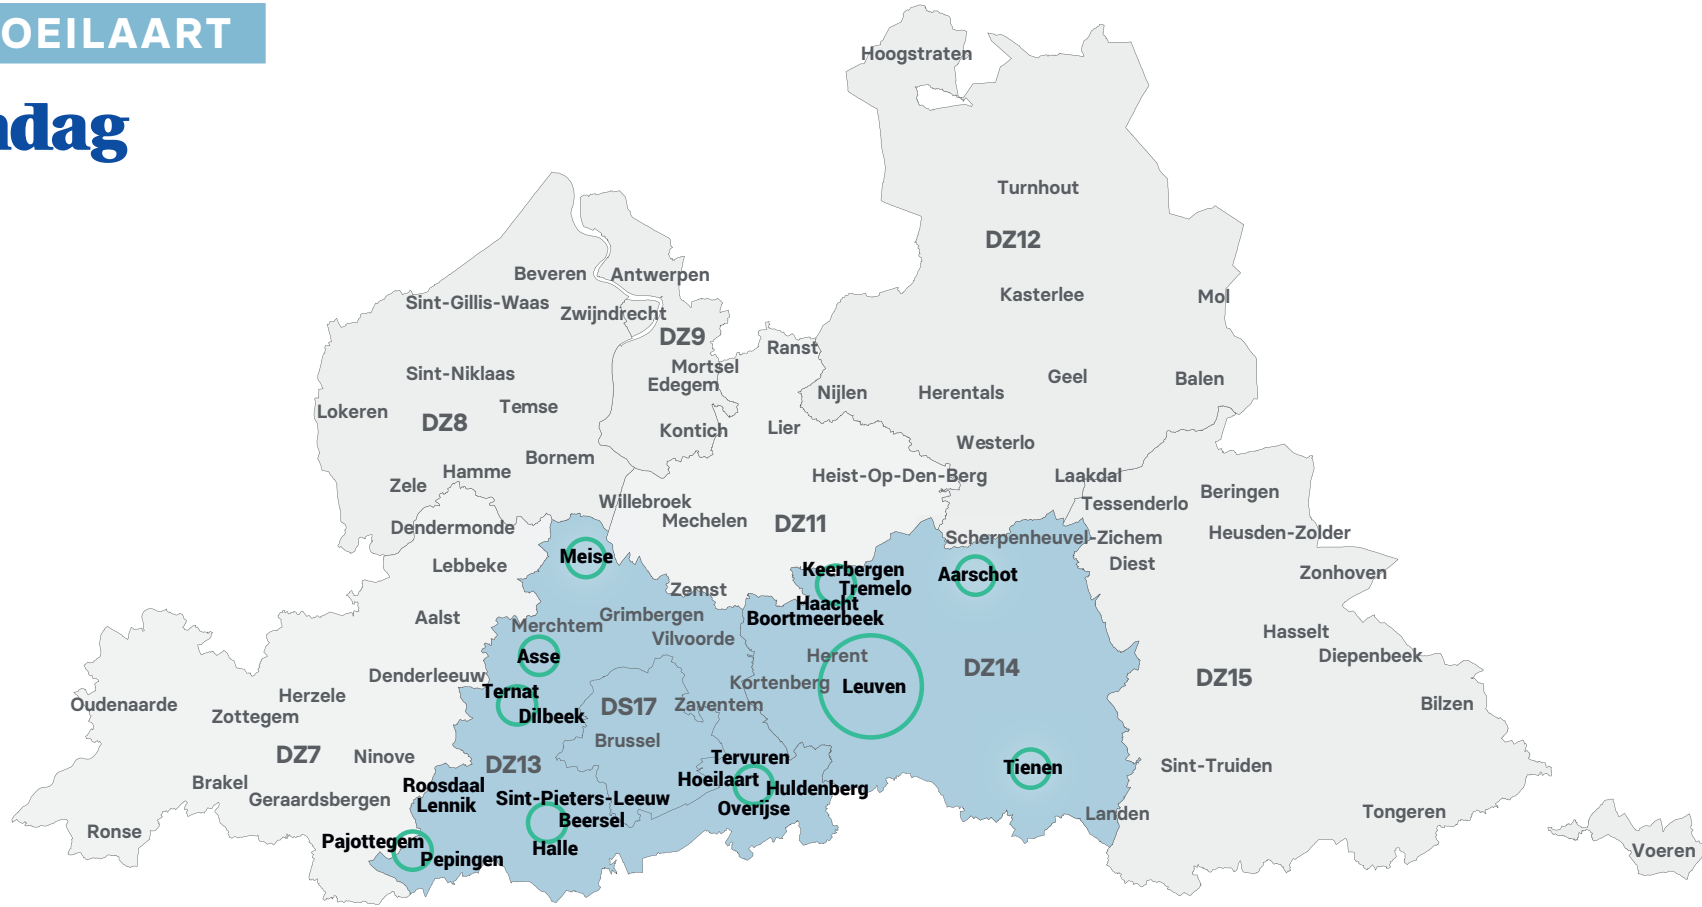 OEILAART
ndag
Hoogstraten
Turnhout
DZ12
Beveren
Antwerpen
Sint-Gillis-Waas
Zwijndrecht
Kasterlee
Mol
DZ9
Ranst
Mortsel
Edegem
Sint-Niklaas
Geel
Balen
Nijlen
Herentals
Lokeren
DZ8
Temse
Kontich
Lier
Westerlo
Bornem
Hamme
Zele
Heist-Op-Den-Berg
Laakdal
Willebroek
Tessenderlo
Beringen
Mechelen
DZ11
Dendermonde
Scherpenheuvel-Zichem
Heusden-Zolder
Meise
Lebbeke
Keerbergen
Tremelo
Haacht
Boortmeerbeek
Aarschot
Diest
Zonhoven
Zemst
Aalst
Grimbergen
Merchtem
Vilvoorde
Hasselt
Asse
Herent
DZ14
Diepenbeek
Denderleeuw
Kortenberg
Leuven
DZ15
Ternat
Dilbeek
DS17
Zaventem
Herzele
Oudenaarde
Zottegem
Bilzen
Brussel
DZ7
Ninove
DZ13
Tervuren
Hoeilaart
Huldenberg
Overijse
Tienen
Sint-Truiden
Brakel
Geraardsbergen
Roosdaal
Lennik
Sint-Pieters-Leeuw
Beersel
Halle
Landen
Tongeren
Ronse
Pajottegem
Pepingen
Voeren